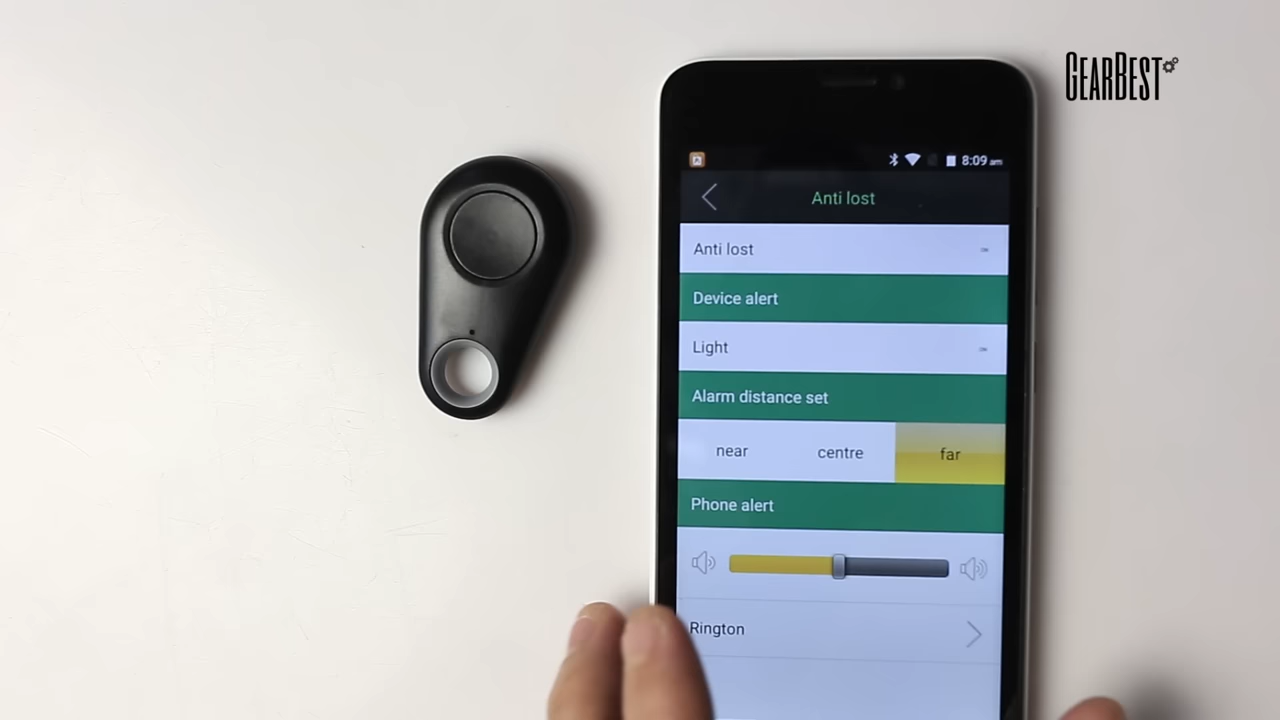 GEARBEST
8:09 am
Anti lost
Anti lost
Device alert
Light
Alarm distance set
near centre far
Phone alert
Rington